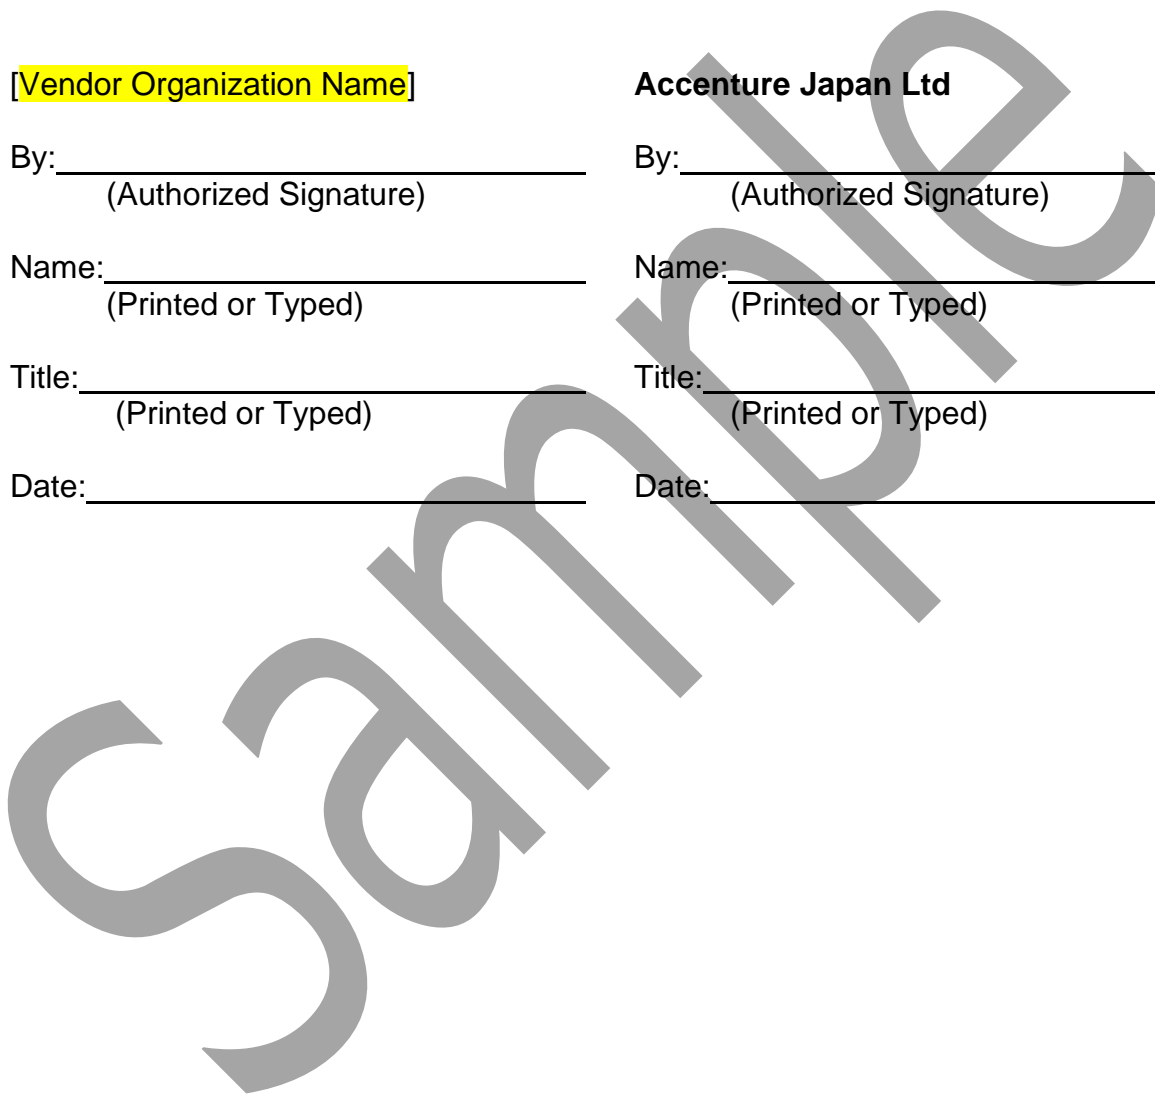 [Vendor Organization Name] Accenture Japan Ltd
By: By:
(Authorized Signature) (Authorized Signature)
Name: Name:
(Printed or Typed) (Printed or Typed)
Title: Title:
(Printed or Typed) (Printed or Typed)
Date: Date:
Sample